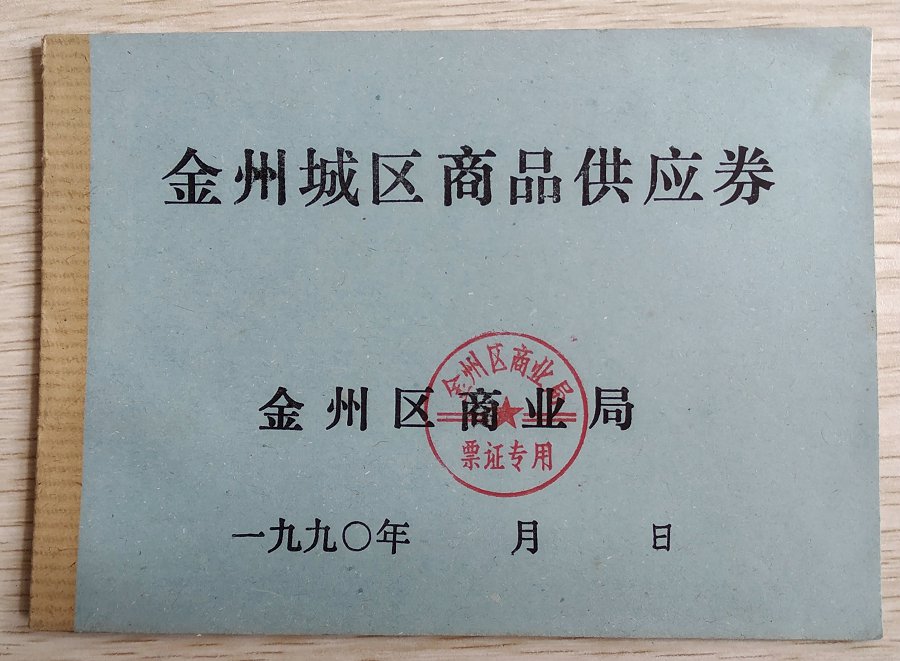 金州城区商品供应券
金州区商业局
金州区商业局
票证专用
一九九〇年 月 日